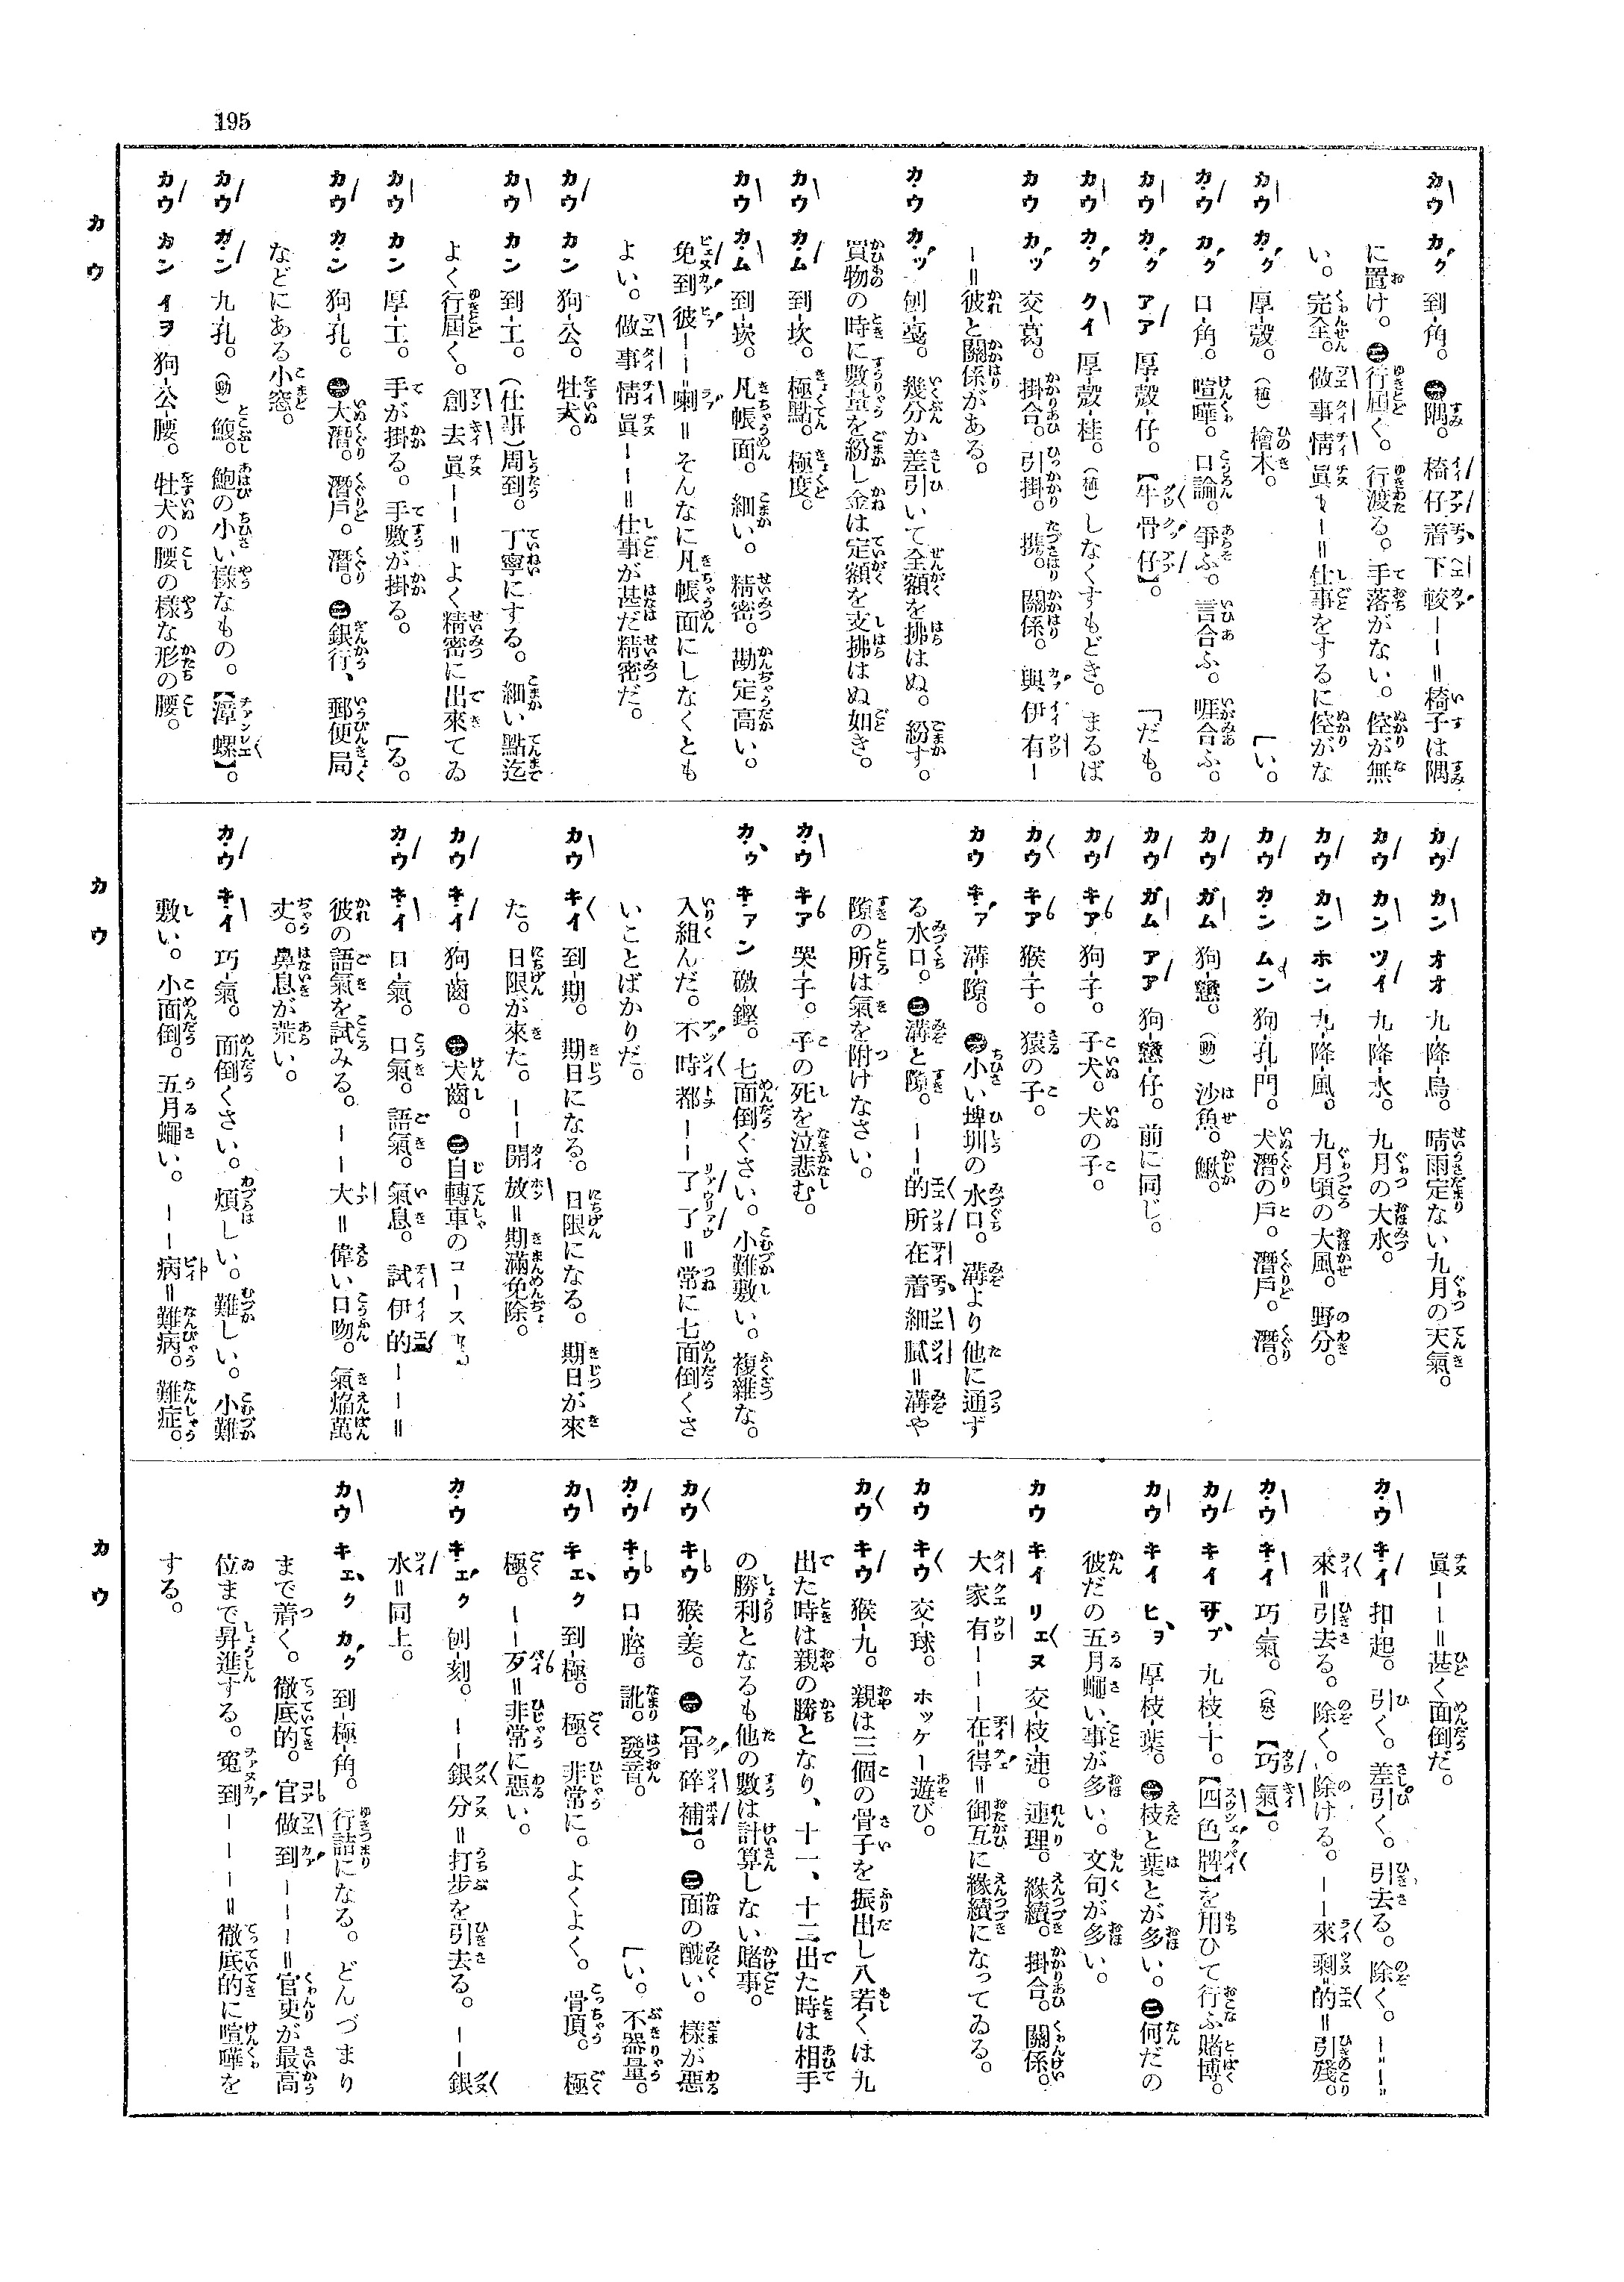 195
カウ カク 到-角。㊀隅。椅仔着下較ーー＝椅子は隅
に置け。㊁行屆く。行渡る。手落がない。倥が無
い。完全。做事情眞ーー＝仕事をするに倥がな
カウ カク 厚-殼。（植）檜木。 「い。
カウ カク 口-角。喧嘩。口論。爭ふ。言合ふ。啀合ふ。
カウ カク アア 厚-殼-仔。【牛骨仔】。 「だも。
カウ カク クイ 厚-殼-桂。（植）しなくすもどき。まるば
カウ カツ 交-葛。掛合。引掛。携。關係。與伊有ー
ー＝彼と關係がある。
カウ カツ 刨-戞。幾分か差引いて全額を拂はぬ。紛す。
買物の時に數量を紛し金は定額を支拂はぬ如き。
カウ カム 到-坎。極點。極度。
カウ カム 到-崁。凡帳面。細い。精密。勘定高い。
免到彼ーー＝喇＝そんなに凡帳面にしなくとも
よい。做事情眞ーー＝仕事が甚だ精密だ。
カウ カン 狗-公。牡犬。
カウ カン 到-工。（仕事）周到。丁寧にする。細い點迄
よく行屆く。創去眞ーー＝よく精密に出來てゐ
カウ カン 厚-工。手が掛る。手數が掛る。 「る。
カウ カン 狗-孔。㊀犬潛。潛戶。潛。㊁銀行、郵便局
などにある小窓。
カウ カン 九-孔。（動）鰒。鮑の小い樣なもの。【漳螺】。
カウ カン イヲ 狗-公-腰。牡犬の腰の樣な形の腰。
カウ
カウ カン オオ 九-降-烏。晴雨定ない九月の天氣。
カウ カン ツイ 九-降-水。九月の大水。
カウ カン ホン 九-降-風。九月頃の大風。野分。
カウ カン ムン 狗-孔-門。犬潛の戶。潛戶。潛。
カウ ガム 狗-戇。（動）沙魚。鰍。
カウ ガム アア 狗-戇-仔。前に同じ。
カウ キア 狗-子。子犬。犬の子。
カウ キア 猴-子。猿の子。
カウ キァ 溝-隙。㊀小い埤圳の水口。溝より他に通ず
る水口。㊁溝と隙。ーー的所在着細膩＝溝や
隙の所は氣を附けなさい。
カウ キア 哭-子。子の死を泣悲む。
カゥ キァン 磽-鏗。七面倒ぐさい。小難敷い。複雜な。
入組んだ。不時都ーー了了＝常に七面倒くさ
いことばかりだ。
カウ キイ 到-期。期日になる。日限になる。期日が來
た。日限が來た。ーー開放＝期滿免除。
カウ キイ 狗-齒。㊀犬齒。㊁自轉車のコース
カウ キイ 口-氣。口氣。語氣。氣息。試伊的ーー＝
彼の語氣を試みる。ーー大＝偉い口吻。氣焰萬
丈。鼻息が荒い。
カウ キイ 巧-氣。面倒くさい。煩しい。難しい。小難
敷い。小面倒。五月蠅い。ーー病＝難病。難症。
カウ
眞ーー＝甚く面倒だ。
カウ キイ 扣-起。引く。差引く。引去る。除く。ーー
來＝引去る。除く。除ける。ーー來剩的＝引殘。
カウ キイ 巧-氣。（泉）【巧氣】。
カウ キイ ザプ 九-枝-十。【四色牌】を用ひて行ふ賭博。
カウ キイ ヒヲ 厚-枝-葉。㊀枝と葉とが多い。㊁何だの
彼だの五月蠅い事が多い。文句が多い。
カウ キイ リェヌ 交-枝-連。連理。緣續。掛合。關係。
大家有ーーー在-得＝御互に緣續になつてゐる。
カウ キウ 交-球。ホッケー遊び。
カウ キウ 猴-九。親は三個の骨子を振出し八若くは九
出た時は親の勝となり、十一、十二出た時は相手
の勝利となるも他の數は計算しない賭事。
カウ キウ 猴-姜。㊀【骨碎補】。㊁面の醜い。樣が惡
カウ キウ 口-腔。訛。發音。 「い。不器量。
カウ キェク 到-極。極。非常に。よくよく。骨頂。極
極。ーー歹＝非常に惡い。
カウ キェク 刨-刻。ーー銀分＝打步を引去る。ーー銀
水＝同上。
カウ キェク カク 到-極-角。行詰になる。どんづまり
まで着く。徹底的。官做到ーーー＝官吏が最高
位まで昇進する。寃到ーーー＝徹底的に喧嘩を
する。
カウ